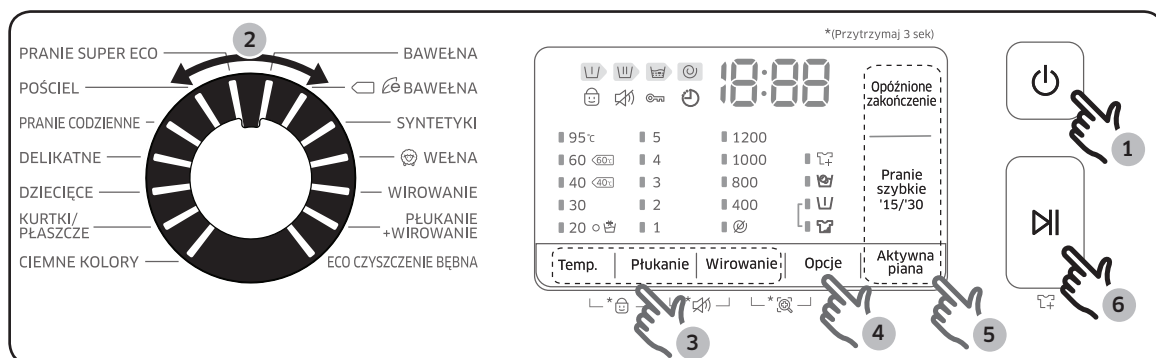 *(Przytrzymaj 3 sek)
2
PRANIE SUPER ECO
POŚCIEL
PRANIE CODZIENNE
DELIKATNE
DZIECIĘCE
KURTKI/
PŁASZCZE
CIEMNE KOLORY
BAWEŁNA
BAWEŁNA
SYNTETYKI
WEŁNA
WIROWANIE
PŁUKANIE
+WIROWANIE
ECO CZYSZCZENIE BĘBNA
18:88
95℃ 5 1200
60 60℃ 4 1000
40 40℃ 3 800
30 2 400
20 1
Opóźnione
zakończenie
Pranie
szybkie
'15/'30
Temp. Płukanie Wirowanie Opcje Aktywna
piana
* * *
3
4
5
1
6